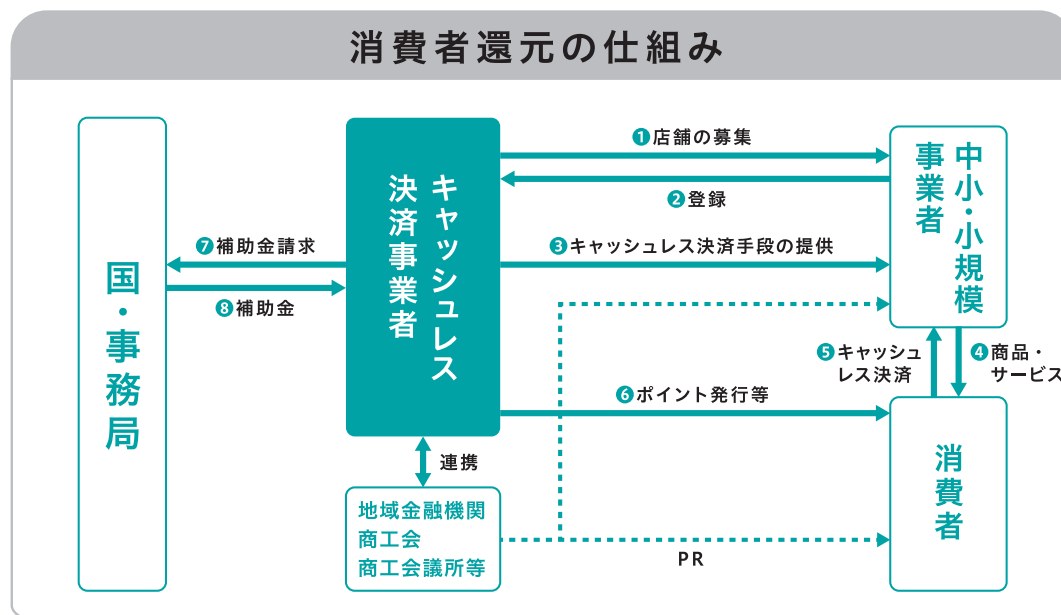 消費者還元の仕組み
国・事務局
❼補助金請求
❽補助金
キャッシュレス
決済事業者
❶店舗の募集
❷登録
❸キャッシュレス決済手段の提供
中小・小規模
事業者
❺キャッシュ
レス決済
❹商品・
サービス
❻ポイント発行等
消費者
連携
地域金融機関
商工会
商工会議所等
PR